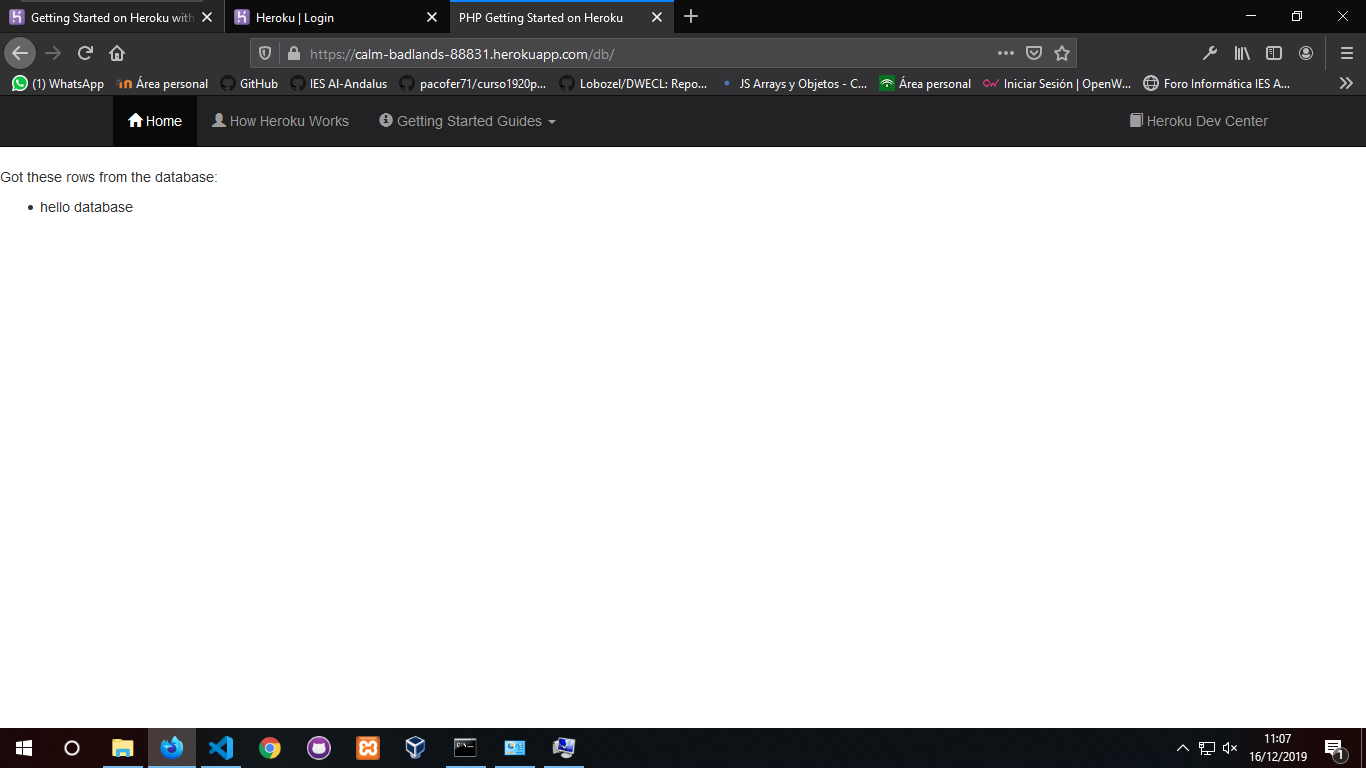 Getting Started on Heroku with
Heroku | Login
PHP Getting Started on Heroku
https://calm-badlands-88831.herokuapp.com/db/
(1) WhatsApp
Área personal
GitHub
IES Al-Andalus
pacofer71/curso1920p...
Lobozel/DWECL: Repo...
JS Arrays y Objetos - C...
Área personal
Iniciar Sesión | OpenW...
Foro Informática IES A...
Home
How Heroku Works
Getting Started Guides
Heroku Dev Center
Got these rows from the database:
• hello database
11:07
16/12/2019
1